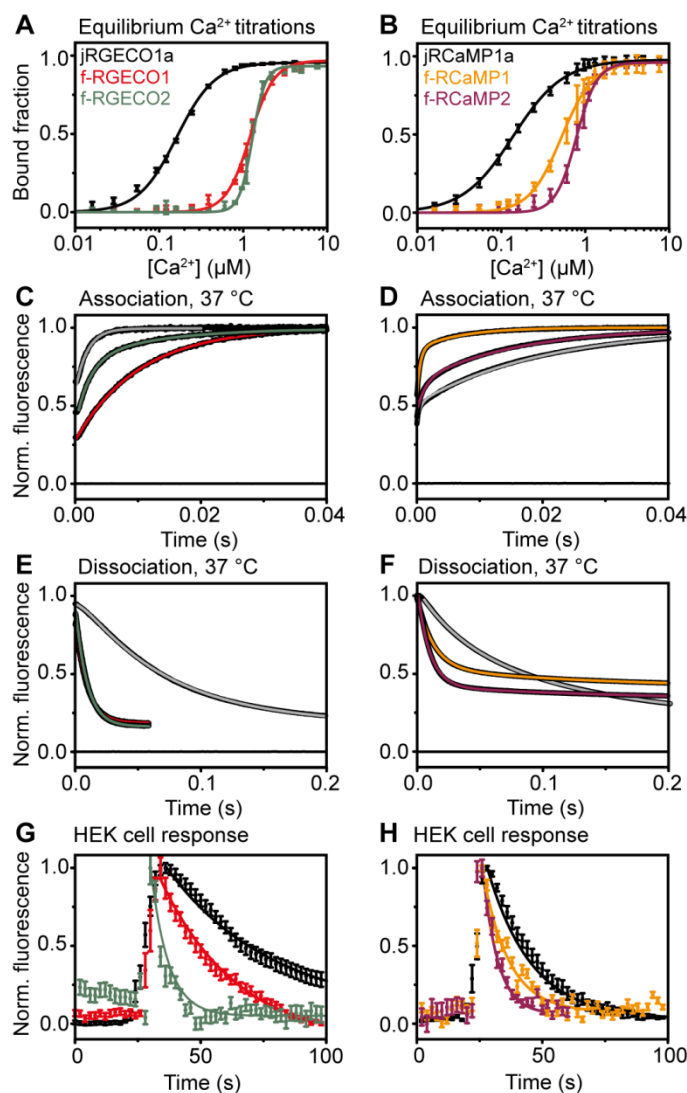 A Equilibrium Ca²⁺ titrations
jRGECO1a
f-RGECO1
f-RGECO2
Bound fraction
1.0
0.5
0.0
0.01 0.1 1 10
[Ca²⁺] (µM)
B Equilibrium Ca²⁺ titrations
jRCaMP1a
f-RCaMP1
f-RCaMP2
1.0
0.5
0.0
0.01 0.1 1 10
[Ca²⁺] (µM)
C Association, 37 °C
Norm. fluorescence
1.0
0.5
0.0
0.00 0.02 0.04
Time (s)
D Association, 37 °C
1.0
0.5
0.0
0.00 0.02 0.04
Time (s)
E Dissociation, 37 °C
Norm. fluorescence
1.0
0.5
0.0
0.0 0.1 0.2
Time (s)
F Dissociation, 37 °C
1.0
0.5
0.0
0.0 0.1 0.2
Time (s)
G HEK cell response
Norm. fluorescence
1.0
0.5
0.0
0 50 100
Time (s)
H HEK cell response
1.0
0.5
0.0
0 50 100
Time (s)